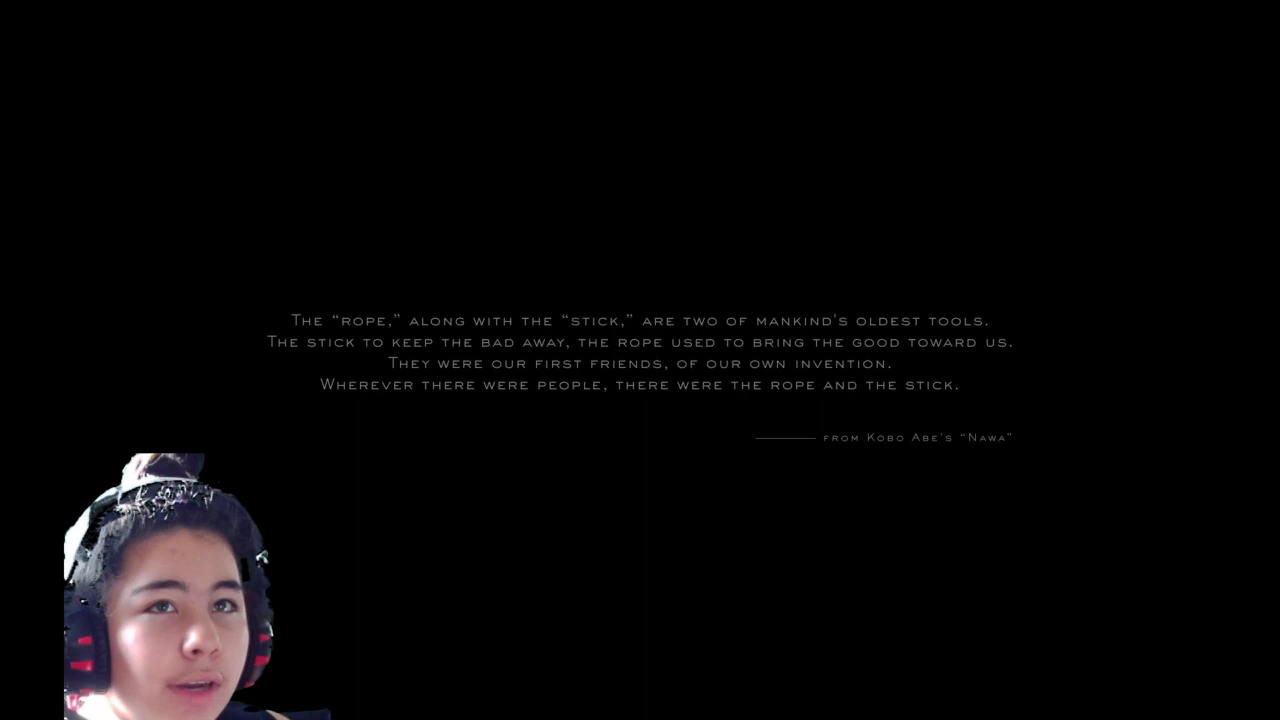 The “rope,” along with the “stick,” are two of mankind's oldest tools.
The stick to keep the bad away, the rope used to bring the good toward us.
They were our first friends, of our own invention.
Wherever there were people, there were the rope and the stick.
from Kobo Abe's “Nawa”